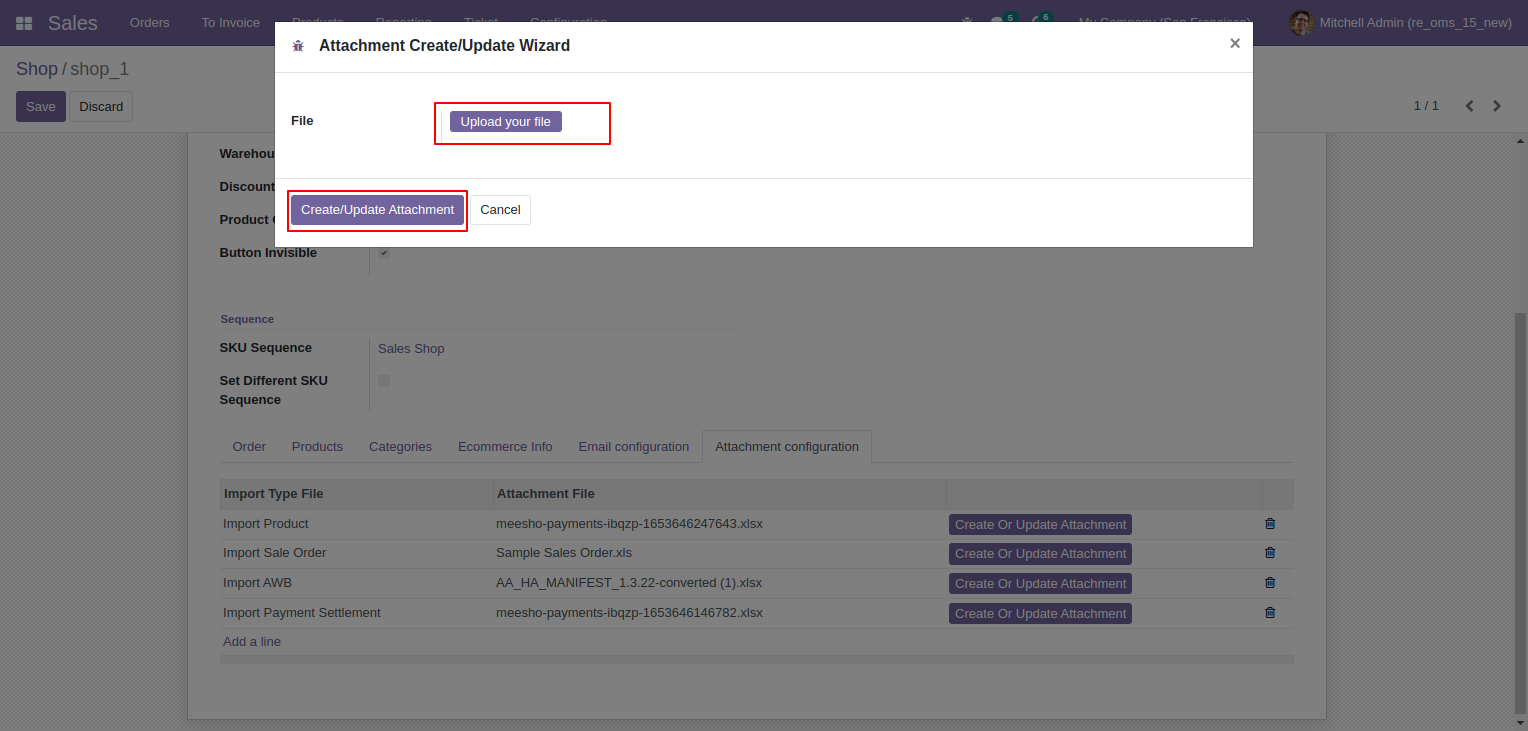 Sales
Orders
To Invoice
Products
Reporting
Ticket
Configuration
5
6
My Company (San Francisco)
Mitchell Admin (re_oms_15_new)
Attachment Create/Update Wizard
×
Shop / shop_1
Save
Discard
1 / 1
File
Upload your file
Create/Update Attachment
Cancel
Warehou
Discount
Product
Button Invisible
Sequence
SKU Sequence
Sales Shop
Set Different SKU
Sequence
Order
Products
Categories
Ecommerce Info
Email configuration
Attachment configuration
Import Type File
Attachment File
Import Product
meesho-payments-ibqzp-1653646247643.xlsx
Create Or Update Attachment
Import Sale Order
Sample Sales Order.xls
Create Or Update Attachment
Import AWB
AA_HA_MANIFEST_1.3.22-converted (1).xlsx
Create Or Update Attachment
Import Payment Settlement
meesho-payments-ibqzp-1653646146782.xlsx
Create Or Update Attachment
Add a line